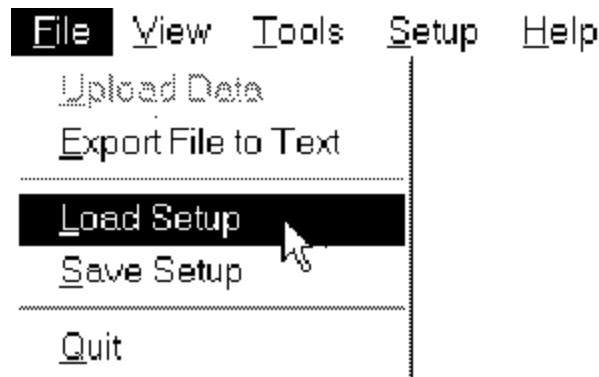 File View Tools Setup Help
Upload Data
Export File to Text
Load Setup
Save Setup
Quit